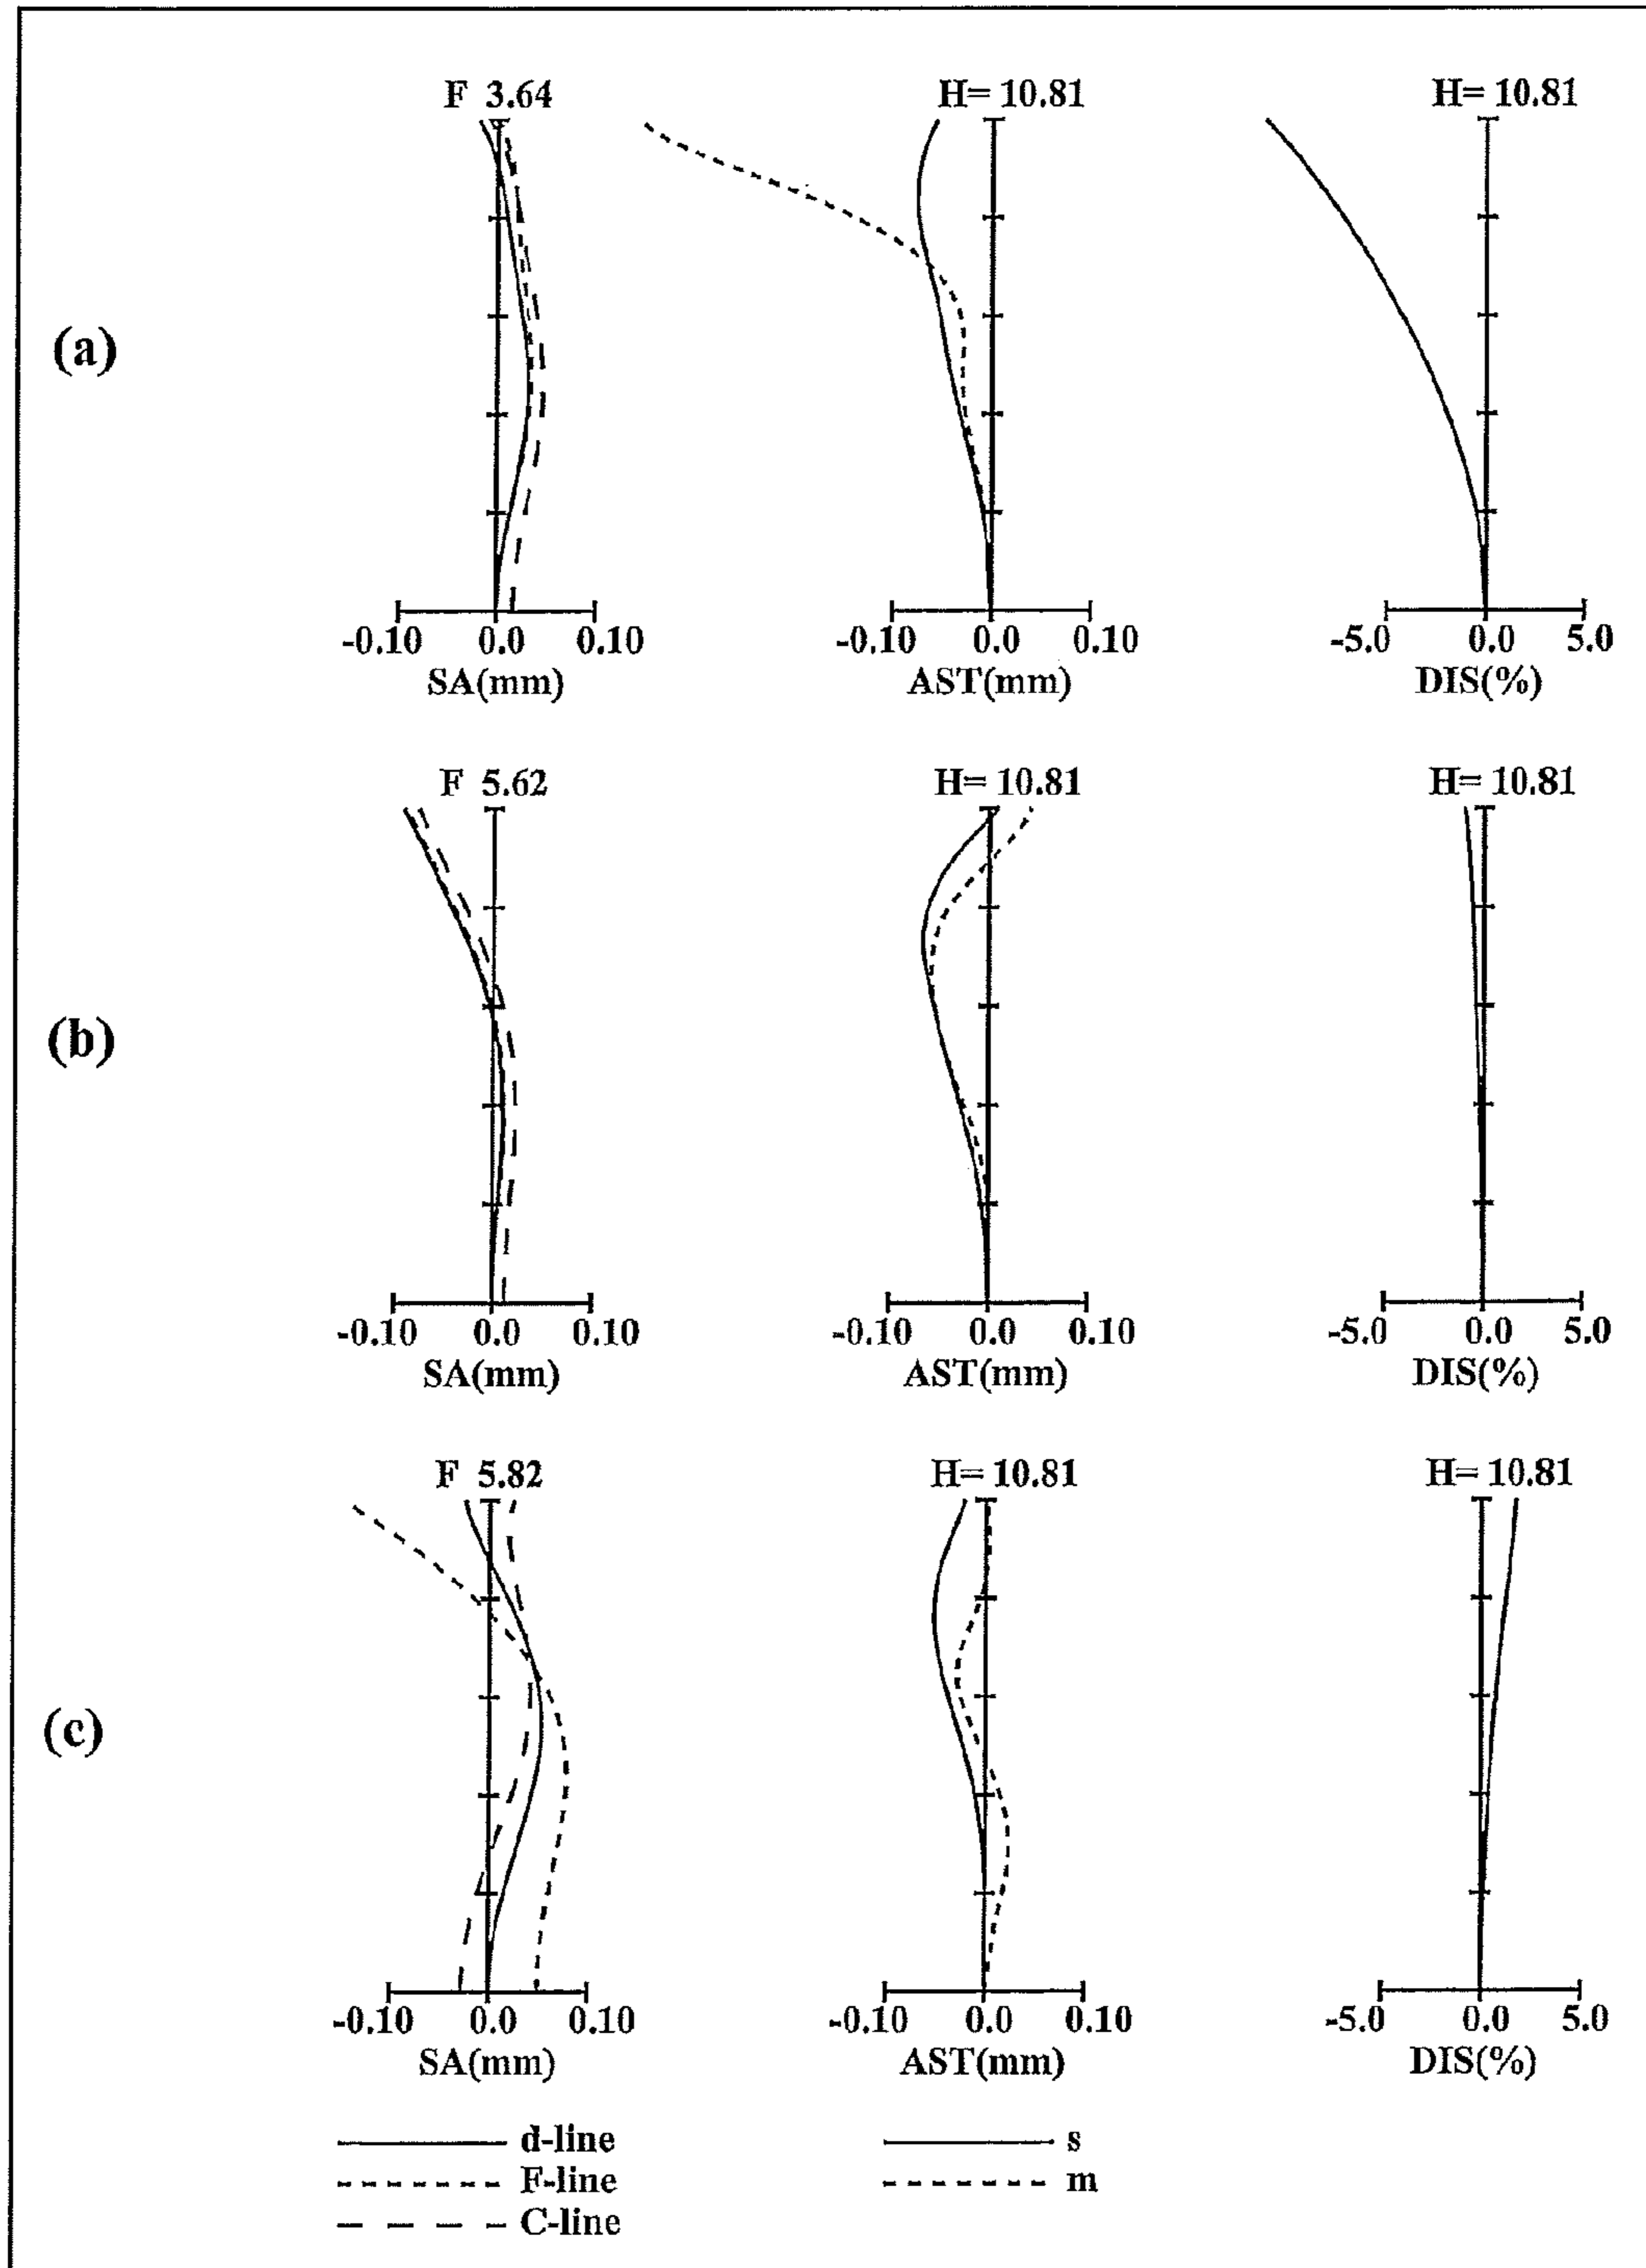 F 3.64 H= 10.81 H= 10.81
(a)
-0.10 0.0 0.10 -0.10 0.0 0.10 -5.0 0.0 5.0
SA(mm) AST(mm) DIS(%)
F 5.62 H= 10.81 H= 10.81
(b)
-0.10 0.0 0.10 -0.10 0.0 0.10 -5.0 0.0 5.0
SA(mm) AST(mm) DIS(%)
F 5.82 H= 10.81 H= 10.81
(c)
-0.10 0.0 0.10 -0.10 0.0 0.10 -5.0 0.0 5.0
SA(mm) AST(mm) DIS(%)
d-line s
F-line m
C-line